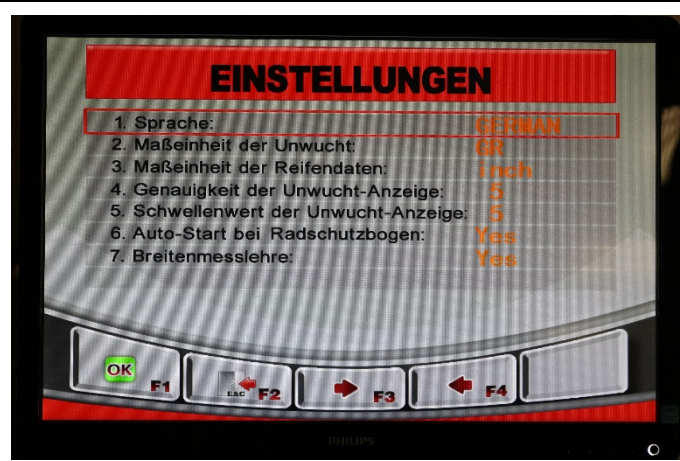 EINSTELLUNGEN
1. Sprache: GERMAN
2. Maßeinheit der Unwucht: GR
3. Maßeinheit der Reifendaten: inch
4. Genauigkeit der Unwucht-Anzeige: 5
5. Schwellenwert der Unwucht-Anzeige: 5
6. Auto-Start bei Radschutzbogen: Yes
7. Breitenmesslehre: Yes
OK F1 ESC F2 F3 F4
PHILIPS